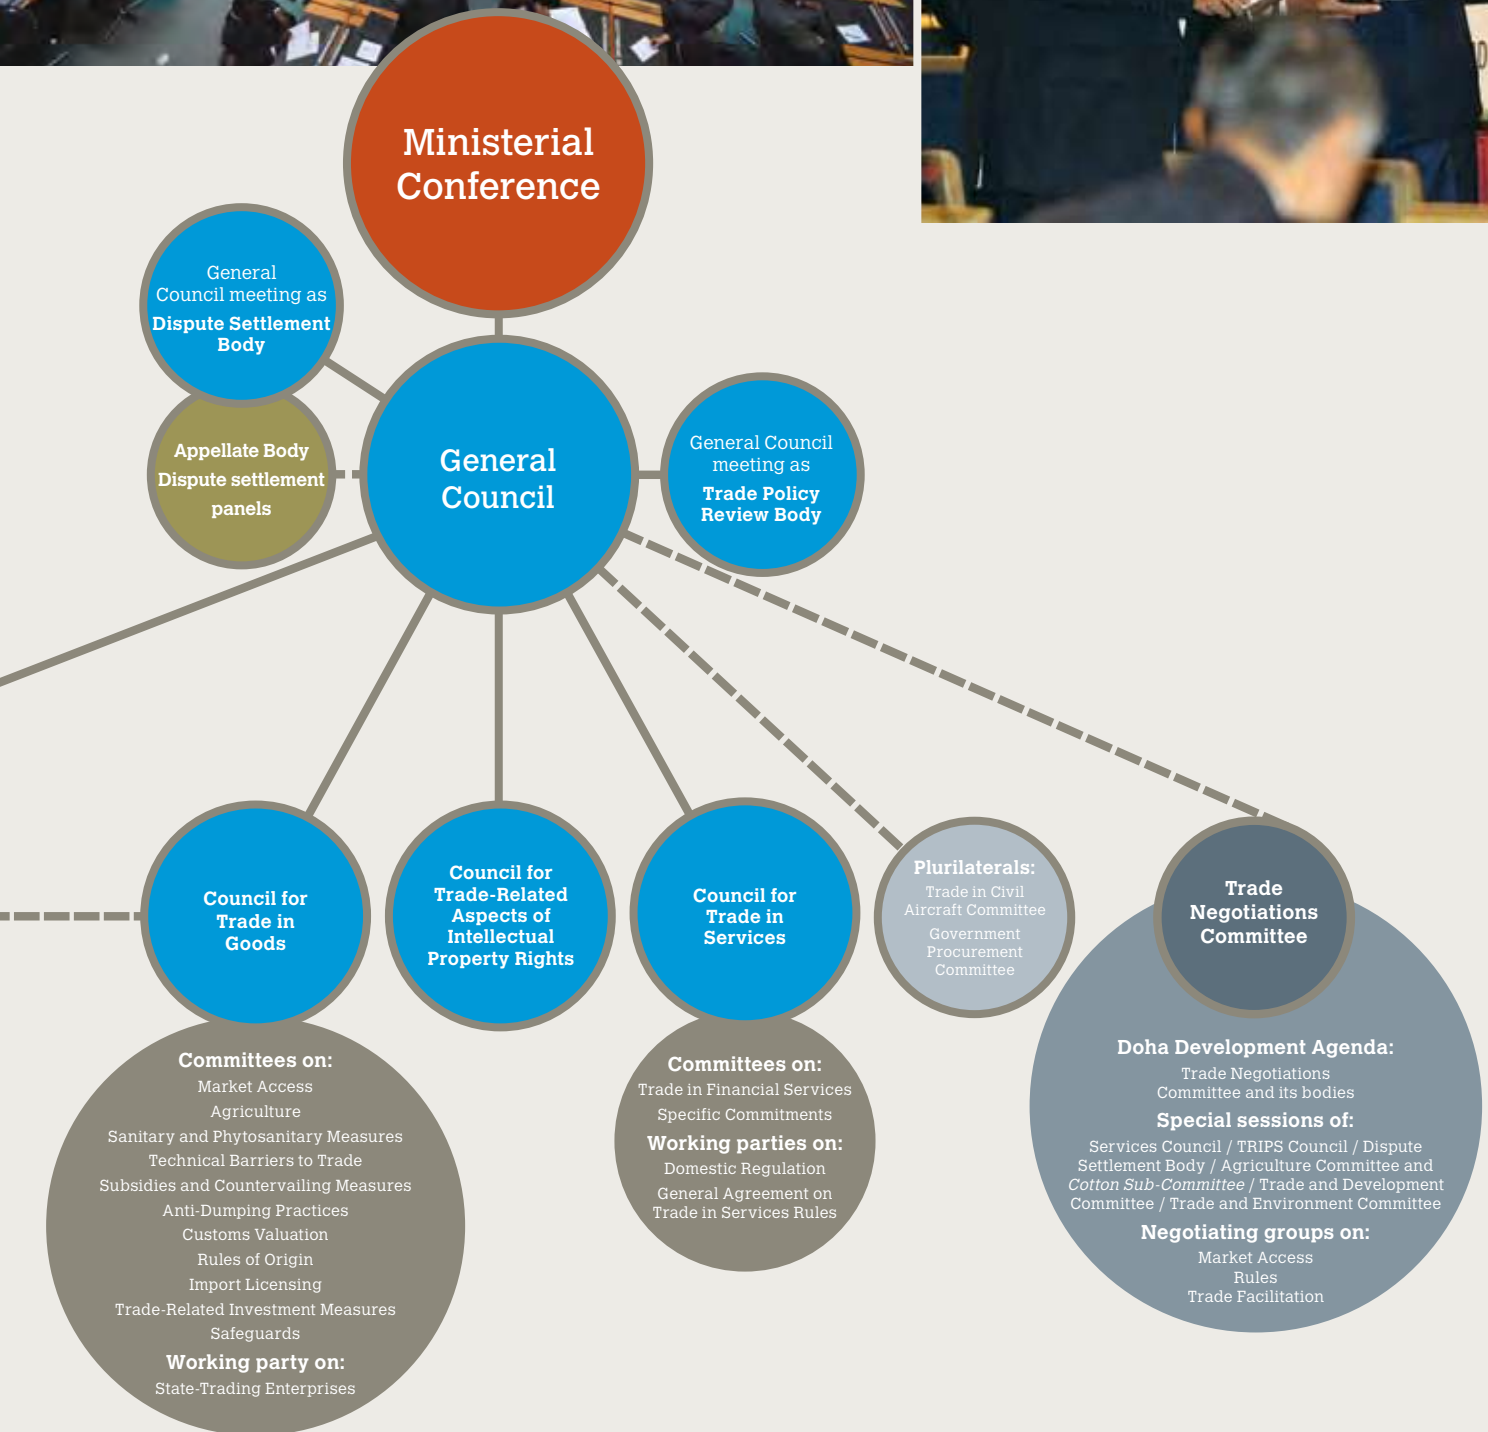 Ministerial
Conference
General
Council meeting as
Dispute Settlement
Body
Appellate Body
Dispute settlement
panels
General
Council
General Council
meeting as
Trade Policy
Review Body
Council for
Trade in
Goods
Committees on:
Market Access
Agriculture
Sanitary and Phytosanitary Measures
Technical Barriers to Trade
Subsidies and Countervailing Measures
Anti-Dumping Practices
Customs Valuation
Rules of Origin
Import Licensing
Trade-Related Investment Measures
Safeguards
Working party on:
State-Trading Enterprises
Council for
Trade-Related
Aspects of
Intellectual
Property Rights
Council for
Trade in
Services
Committees on:
Trade in Financial Services
Specific Commitments
Working parties on:
Domestic Regulation
General Agreement on
Trade in Services Rules
Plurilaterals:
Trade in Civil
Aircraft Committee
Government
Procurement
Committee
Trade
Negotiations
Committee
Doha Development Agenda:
Trade Negotiations
Committee and its bodies
Special sessions of:
Services Council / TRIPS Council / Dispute
Settlement Body / Agriculture Committee and
Cotton Sub-Committee / Trade and Development
Committee / Trade and Environment Committee
Negotiating groups on:
Market Access
Rules
Trade Facilitation